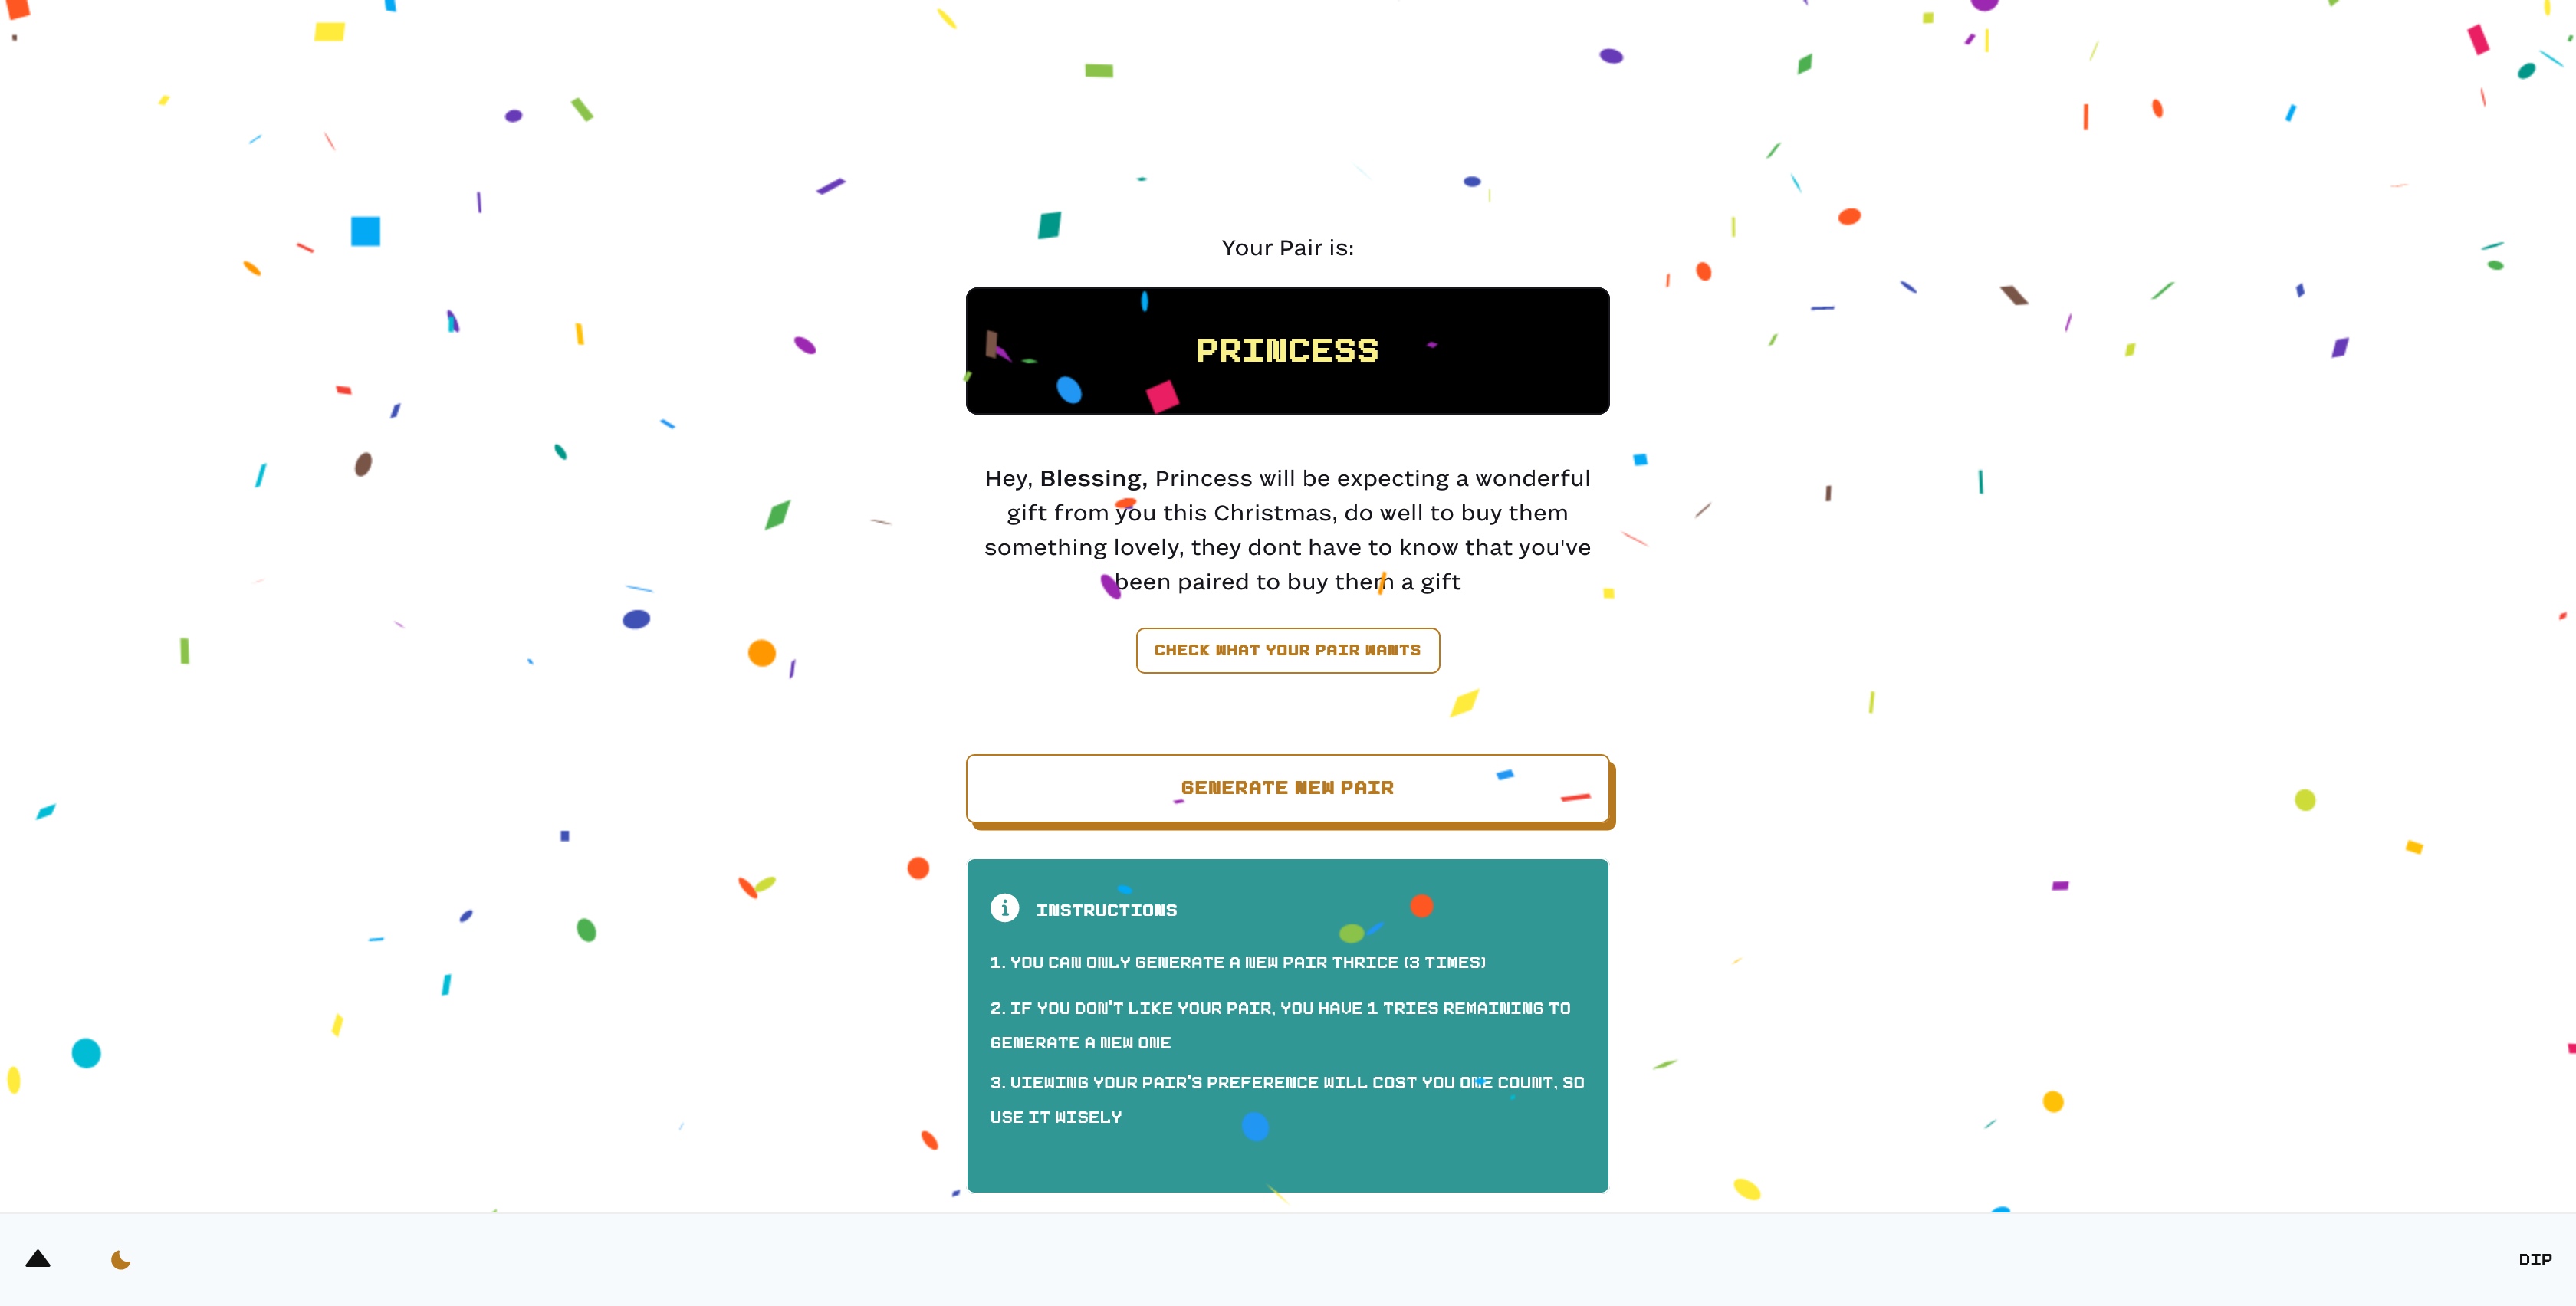 Your Pair is:
PRINCESS
Hey, Blessing, Princess will be expecting a wonderful
gift from you this Christmas, do well to buy them
something lovely, they dont have to know that you've
been paired to buy them a gift
CHECK WHAT YOUR PAIR WANTS
GENERATE NEW PAIR
INSTRUCTIONS
1. YOU CAN ONLY GENERATE A NEW PAIR THRICE (3 TIMES)
2. IF YOU DON'T LIKE YOUR PAIR, YOU HAVE 1 TRIES REMAINING TO
GENERATE A NEW ONE
3. VIEWING YOUR PAIR'S PREFERENCE WILL COST YOU ONE COUNT, SO
USE IT WISELY
DIP